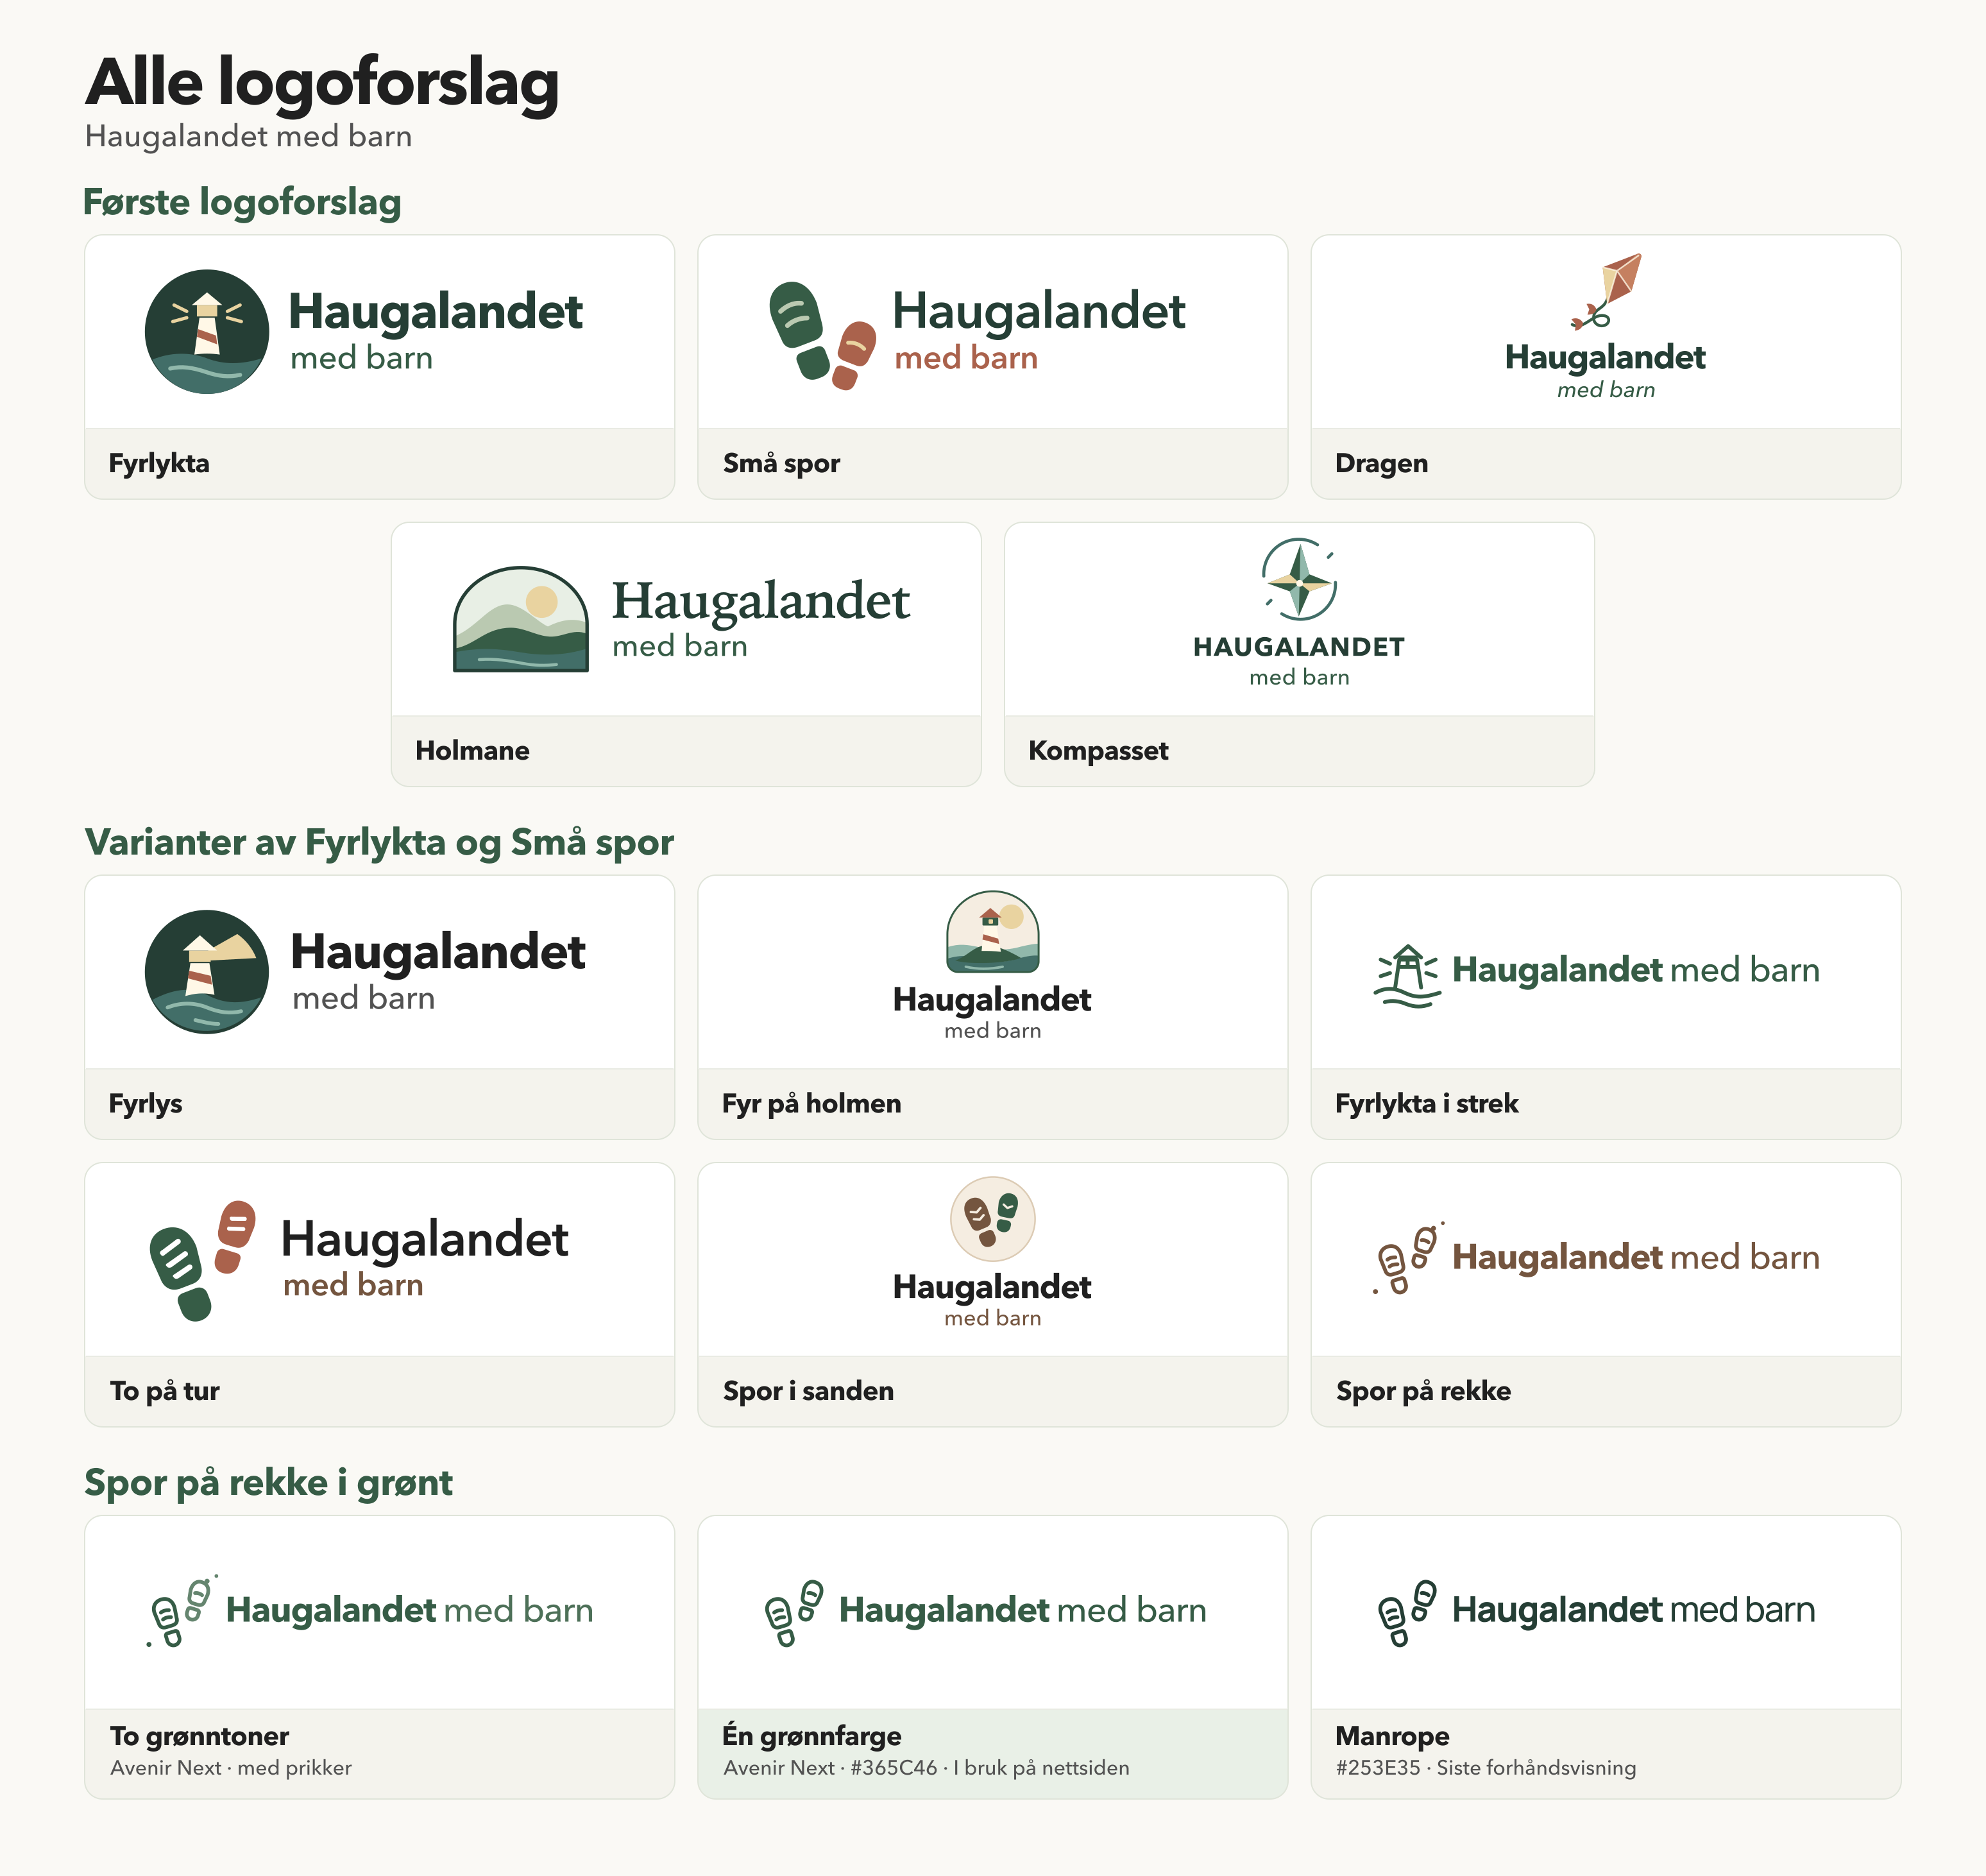 Alle logoforslag
Haugalandet med barn
Første logoforslag
Haugalandet
med barn
Fyrlykta
Haugalandet
med barn
Små spor
Haugalandet
med barn
Dragen
Haugalandet
med barn
Holmane
HAUGALANDET
med barn
Kompasset
Varianter av Fyrlykta og Små spor
Haugalandet
med barn
Fyrlys
Haugalandet
med barn
Fyr på holmen
Haugalandet med barn
Fyrlykta i strek
Haugalandet
med barn
To på tur
Haugalandet
med barn
Spor i sanden
Haugalandet med barn
Spor på rekke
Spor på rekke i grønt
Haugalandet med barn
To grønntoner
Avenir Next · med prikker
Haugalandet med barn
Én grønnfarge
Avenir Next · #365C46 · I bruk på nettsiden
Haugalandet med barn
Manrope
#253E35 · Siste forhåndsvisning